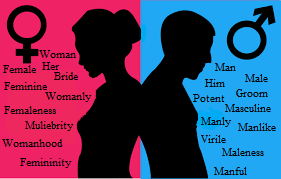 Woman
Female Her
Bride
Feminine
Womanly
Femaleness
Muliebrity
Womanhood
Femininity
Man
Male
Him
Groom
Potent
Masculine
Manly
Manlike
Virile
Maleness
Manful